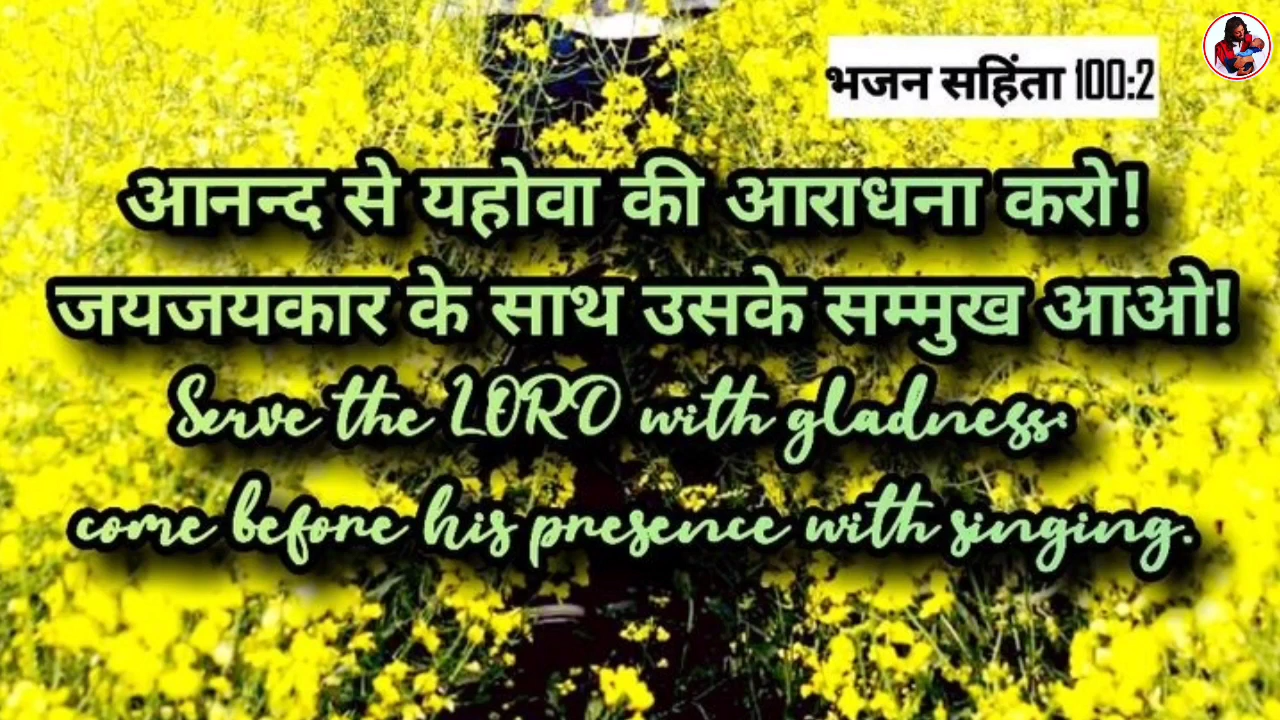 भजन सहिंता 100:2
आनन्द से यहोवा की आराधना करो!
जयजयकार के साथ उसके सम्मुख आओ!
Serve the LORD with gladness:
come before his presence with singing.